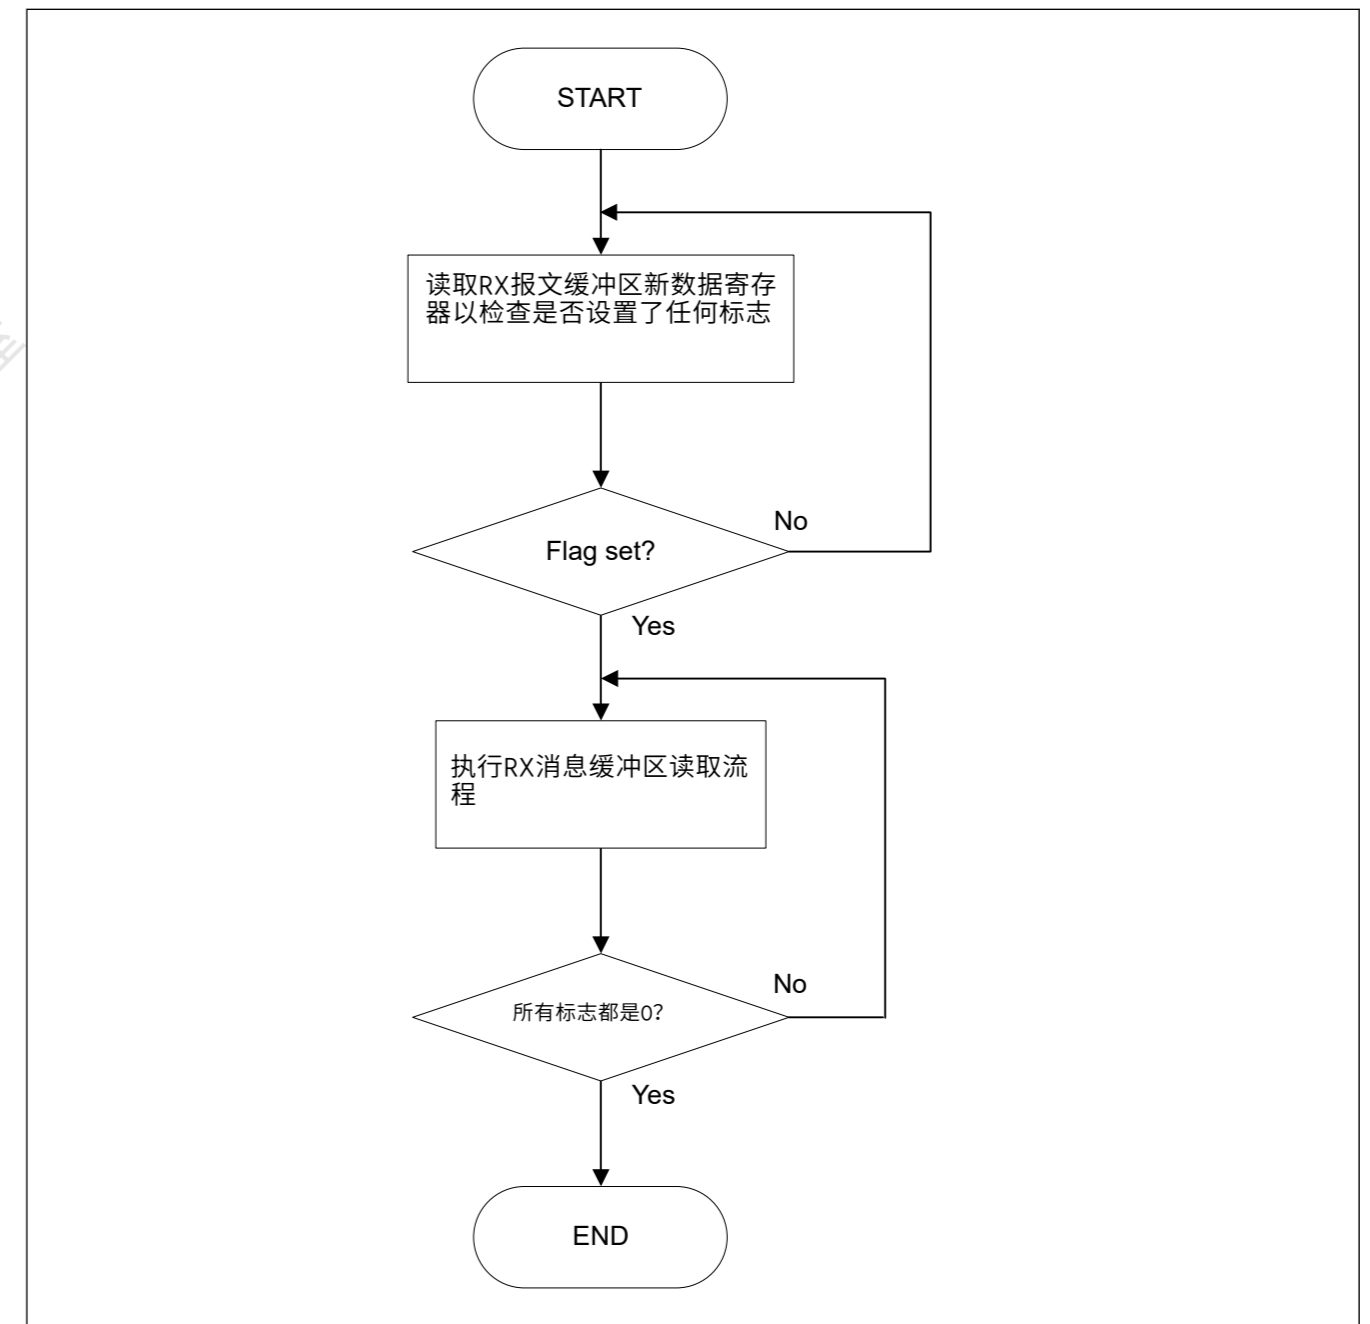 START
读取RX报文缓冲区新数据寄存
器以检查是否设置了任何标志
No
Flag set?
Yes
执行RX消息缓冲区读取流
程
No
所有标志都是0？
Yes
END